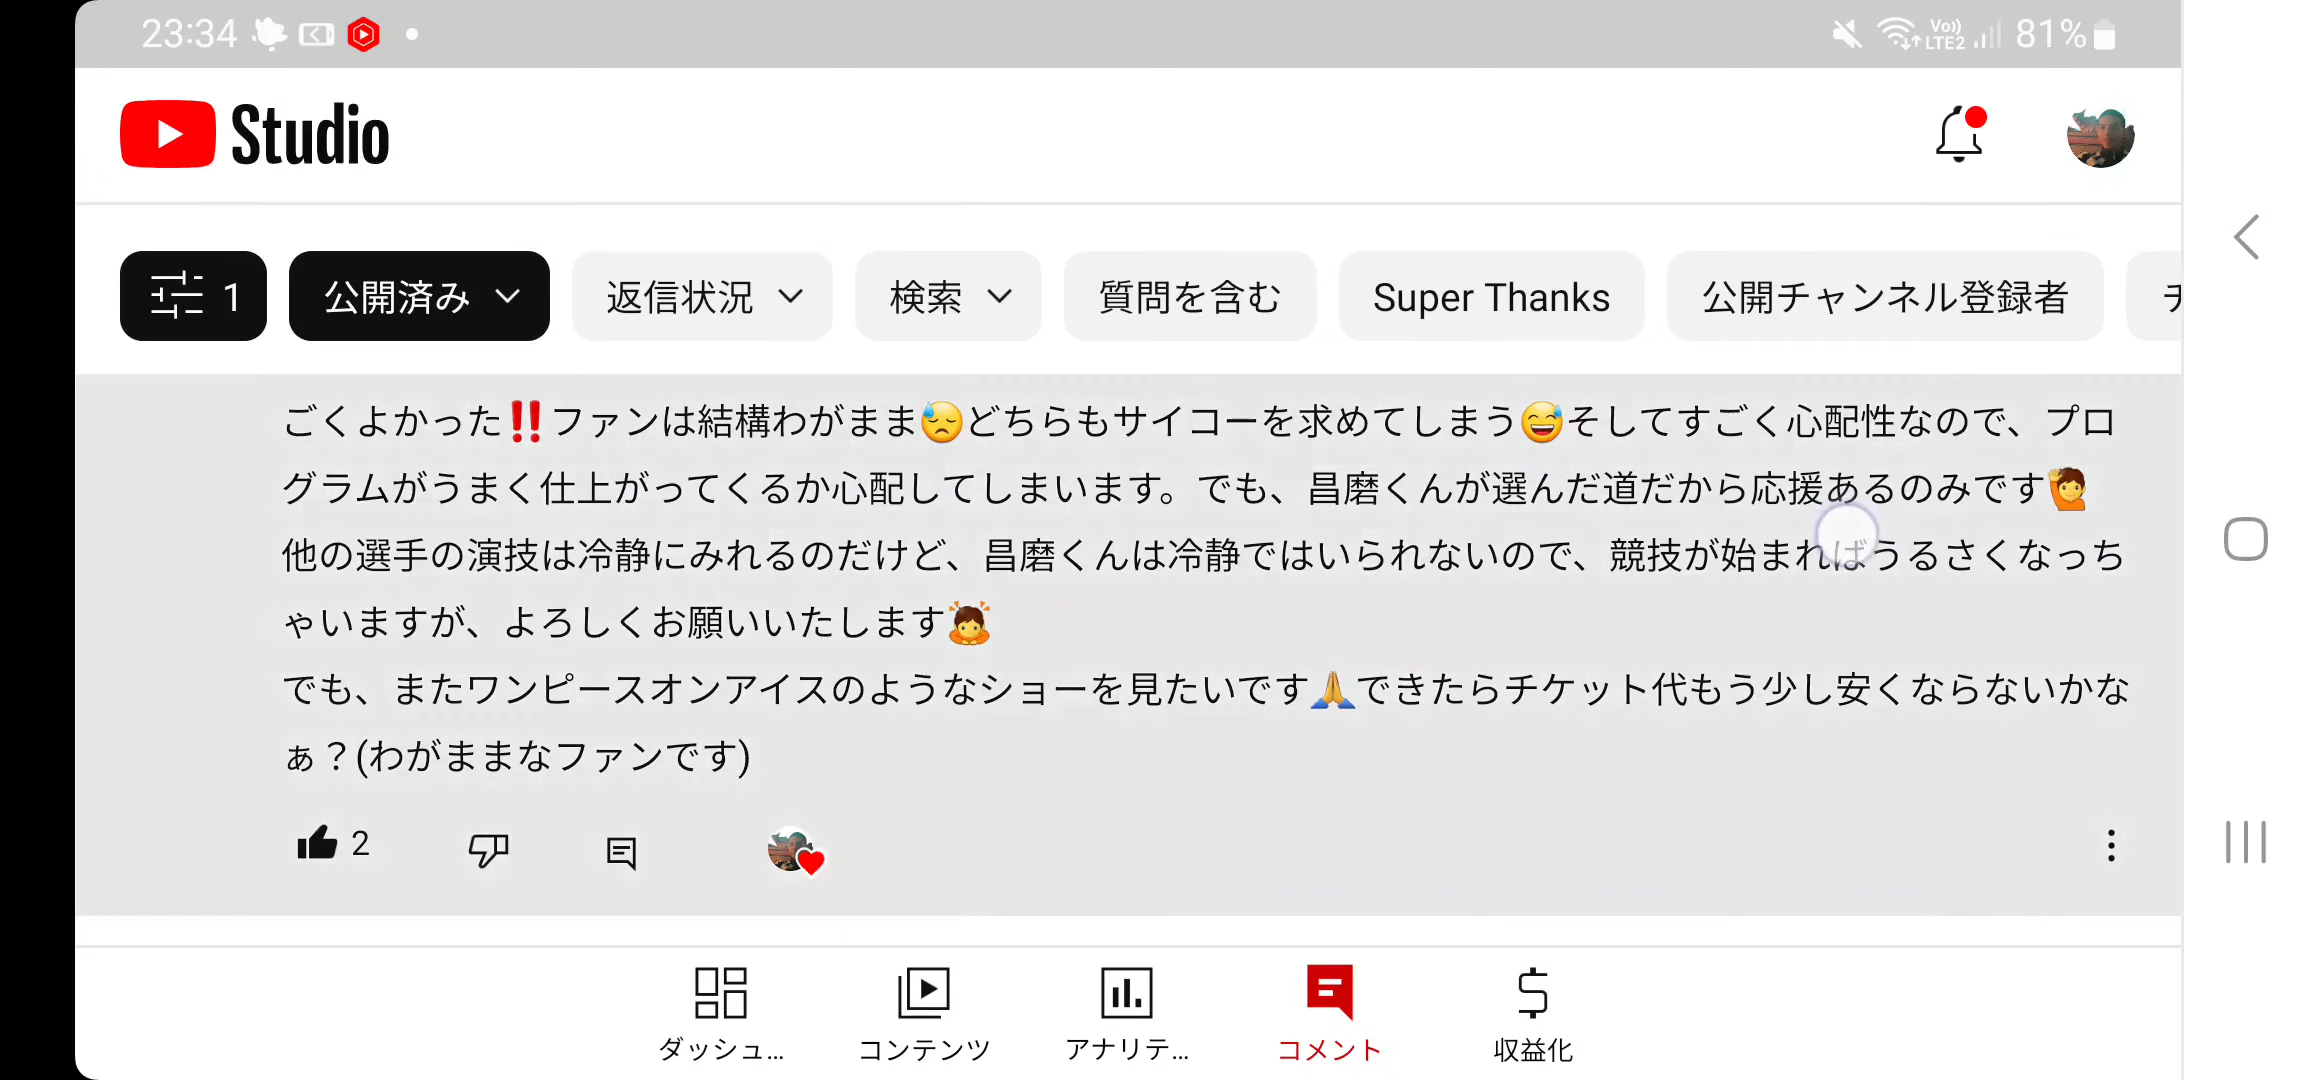 23:34
Vo))
LTE2
81%
Studio
1
公開済み
返信状況
検索
質問を含む
Super Thanks
公開チャンネル登録者
チ
ごくよかった‼️ファンは結構わがまま😓どちらもサイコーを求めてしまう😅そしてすごく心配性なので、プロ
グラムがうまく仕上がってくるか心配してしまいます。でも、昌磨くんが選んだ道だから応援あるのみです🙋
他の選手の演技は冷静にみれるのだけど、昌磨くんは冷静ではいられないので、競技が始まればうるさくなっち
ゃいますが、よろしくお願いいたします🙇
でも、またワンピースオンアイスのようなショーを見たいです🙏できたらチケット代もう少し安くならないかな
ぁ？(わがままなファンです)
2
ダッシュ...
コンテンツ
アナリテ...
コメント
収益化